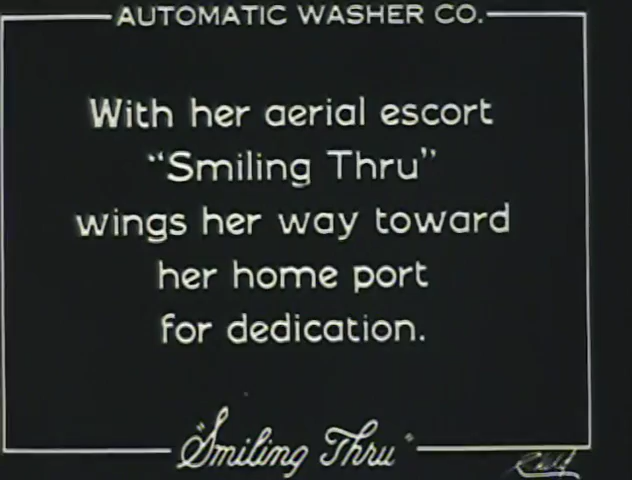 AUTOMATIC WASHER CO.
With her aerial escort
"Smiling Thru"
wings her way toward
her home port
for dedication.
"Smiling Thru"